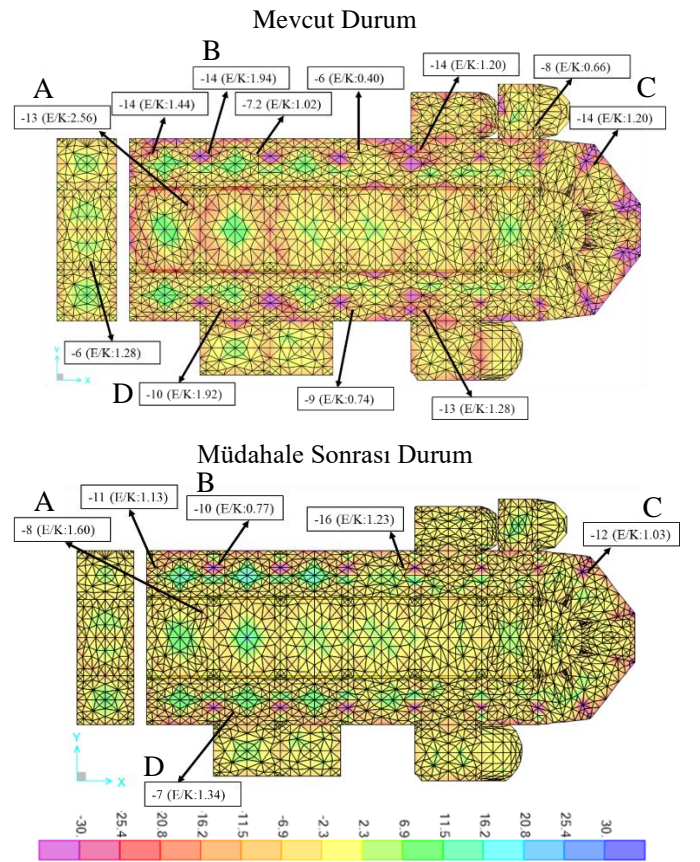 Mevcut Durum
B
-14 (E/K:1.94)
-6 (E/K:0.40)
-14 (E/K:1.20)
-8 (E/K:0.66)
A
C
-13 (E/K:2.56)
-14 (E/K:1.44)
-7.2 (E/K:1.02)
-14 (E/K:1.20)
-6 (E/K:1.28)
Y
X
D
-10 (E/K:1.92)
-9 (E/K:0.74)
-13 (E/K:1.28)
Müdahale Sonrası Durum
A
B
C
-11 (E/K:1.13)
-10 (E/K:0.77)
-8 (E/K:1.60)
-16 (E/K:1.23)
-12 (E/K:1.03)
Y
X
D
-7 (E/K:1.34)
-30. -25.4 -20.8 -16.2 -11.5 -6.9 -2.3 2.3 6.9 11.5 16.2 20.8 25.4 30.